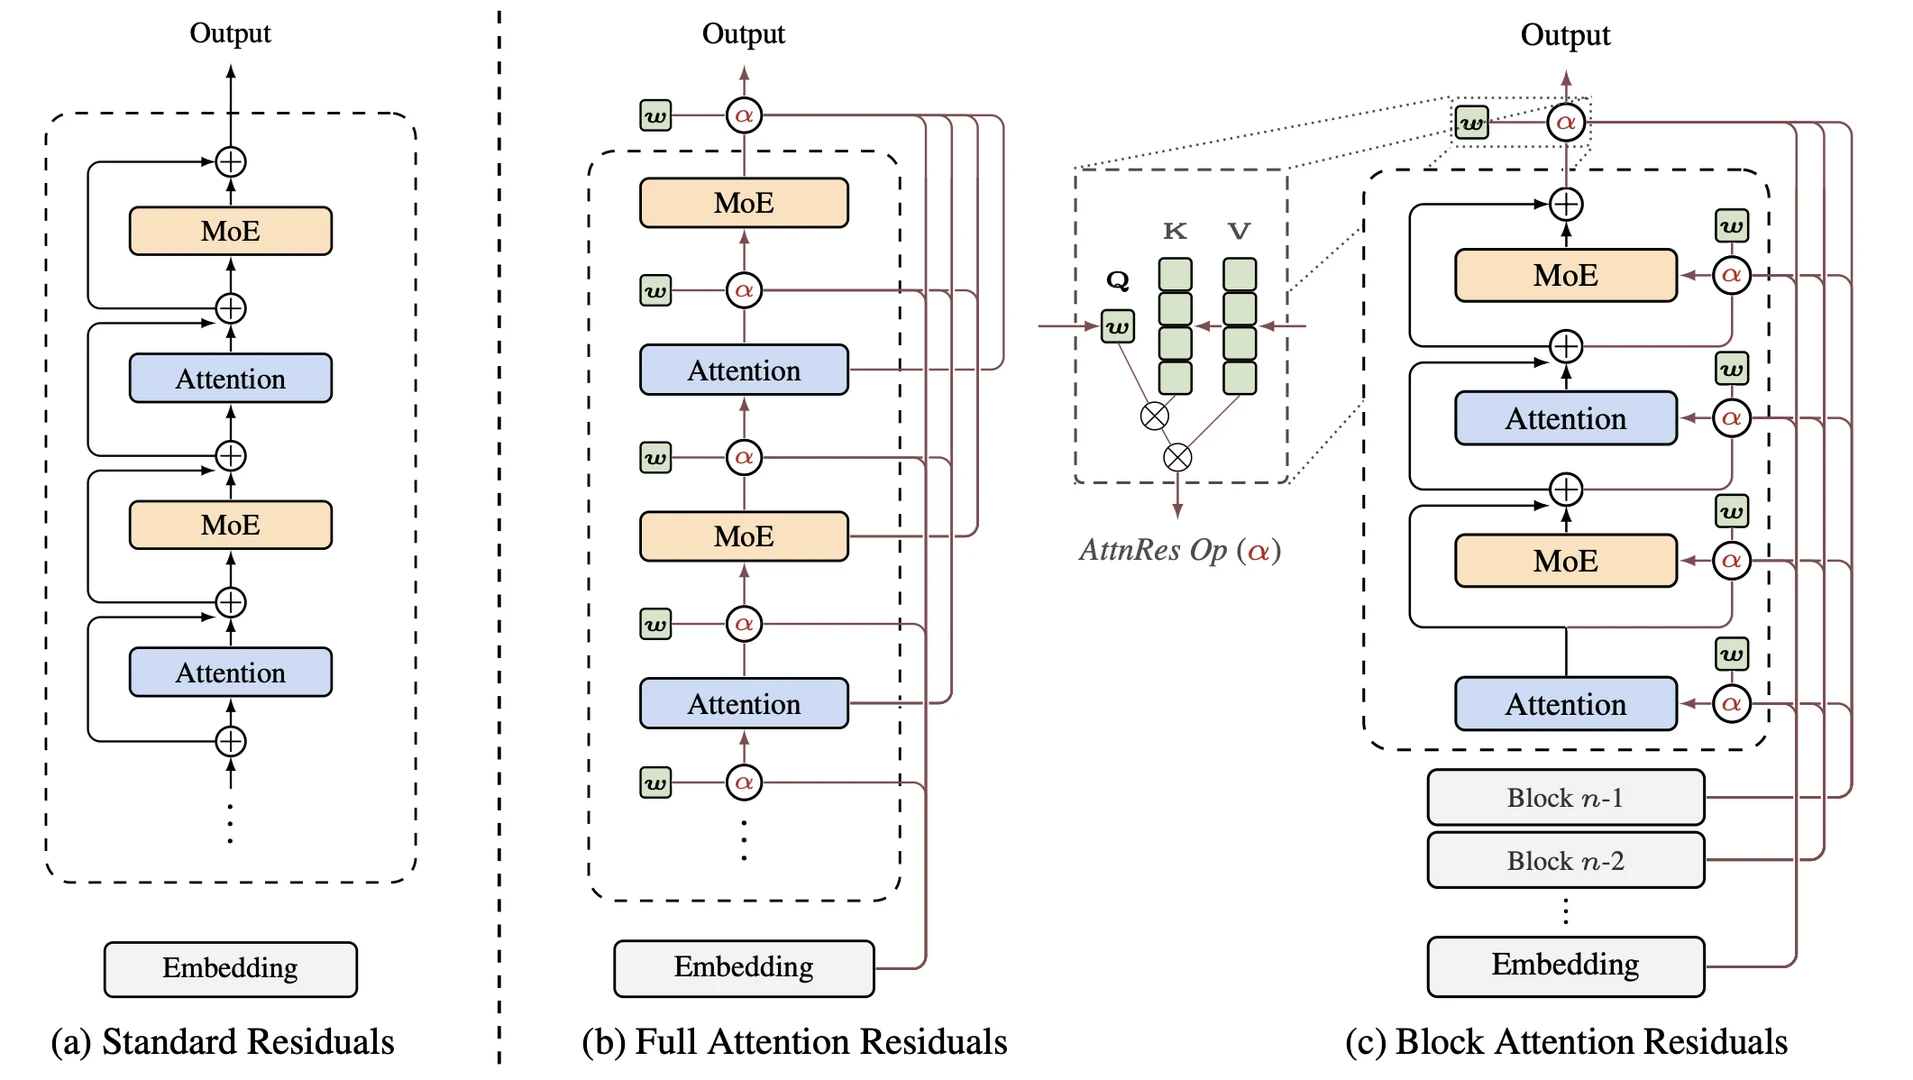 Output
MoE
Attention
MoE
Attention
Embedding
(a) Standard Residuals
Output
w α
MoE
w α
Attention
w α
MoE
w α
Attention
w α
Embedding
(b) Full Attention Residuals
K V
Q
w
AttnRes Op (α)
Output
w α
w
MoE α
w
Attention α
w
MoE α
w
Attention α
Block n-1
Block n-2
Embedding
(c) Block Attention Residuals